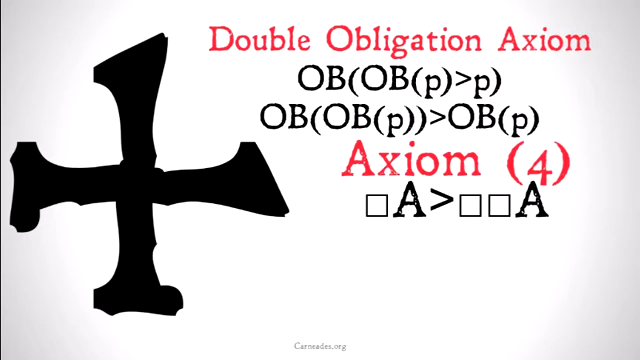 Double Obligation Axiom
OB(OB(p)>p)
OB(OB(p))>OB(p)
Axiom (4)
□A>□□A
Carneades.org